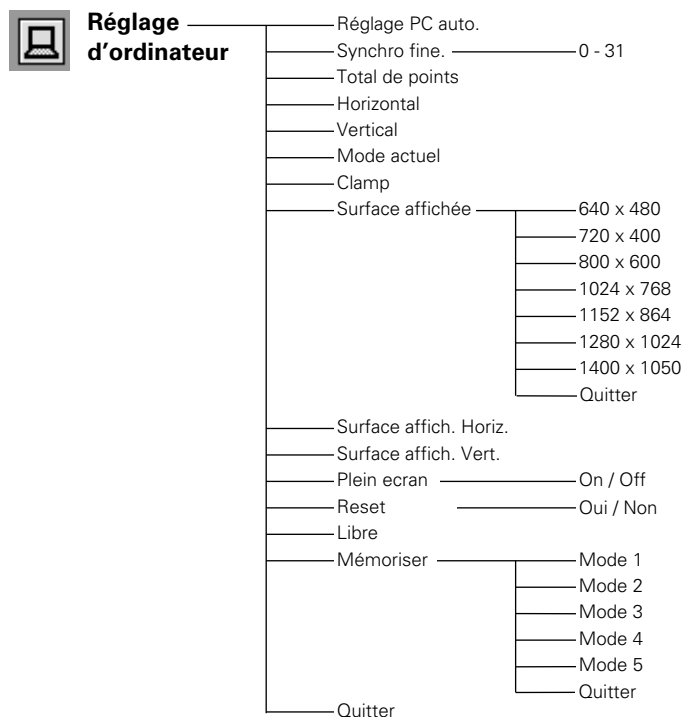 Réglage
d'ordinateur
Réglage PC auto.
Synchro fine. 0 - 31
Total de points
Horizontal
Vertical
Mode actuel
Clamp
Surface affichée 640 x 480
720 x 400
800 x 600
1024 x 768
1152 x 864
1280 x 1024
1400 x 1050
Quitter
Surface affich. Horiz.
Surface affich. Vert.
Plein ecran On / Off
Reset Oui / Non
Libre
Mémoriser Mode 1
Mode 2
Mode 3
Mode 4
Mode 5
Quitter
Quitter